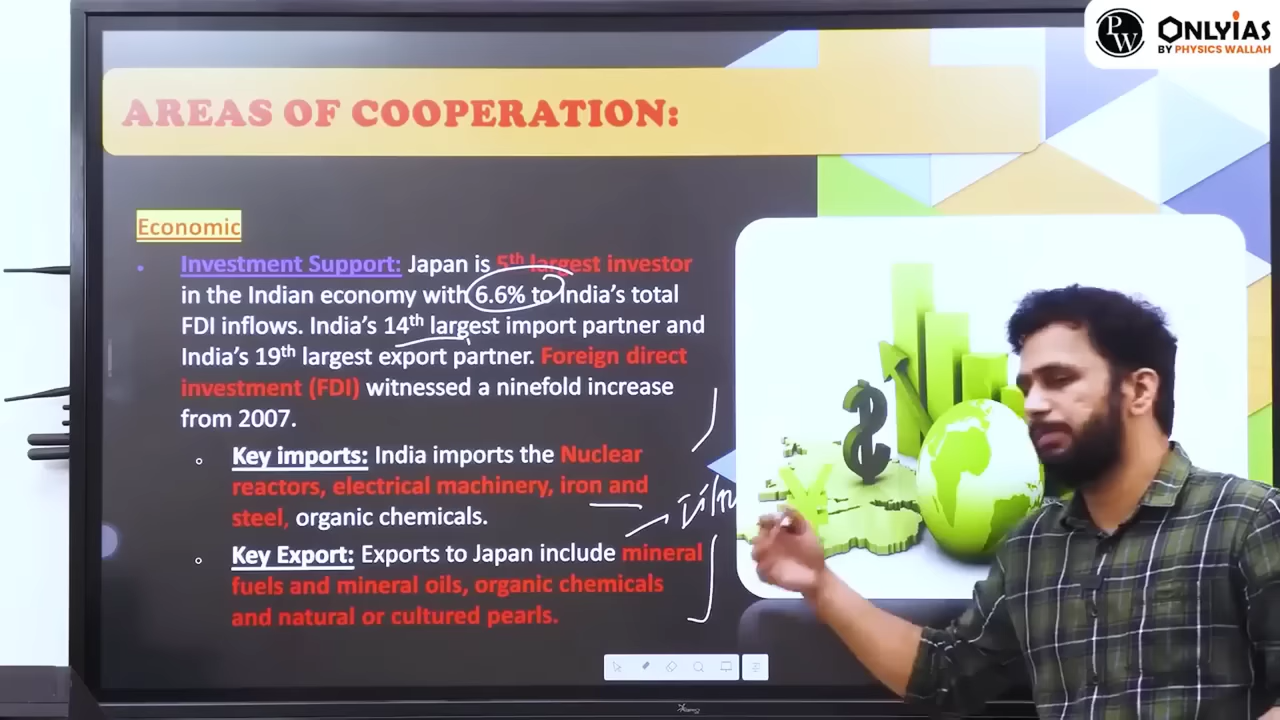 PW
ONLYIAS
BY PHYSICS WALLAH
AREAS OF COOPERATION:
Economic
• Investment Support: Japan is 5th largest investor
in the Indian economy with 6.6% to India’s total
FDI inflows. India’s 14th largest import partner and
India’s 19th largest export partner. Foreign direct
investment (FDI) witnessed a ninefold increase
from 2007.
○ Key imports: India imports the Nuclear
reactors, electrical machinery, iron and
steel, organic chemicals.
○ Key Export: Exports to Japan include mineral
fuels and mineral oils, organic chemicals
and natural or cultured pearls.